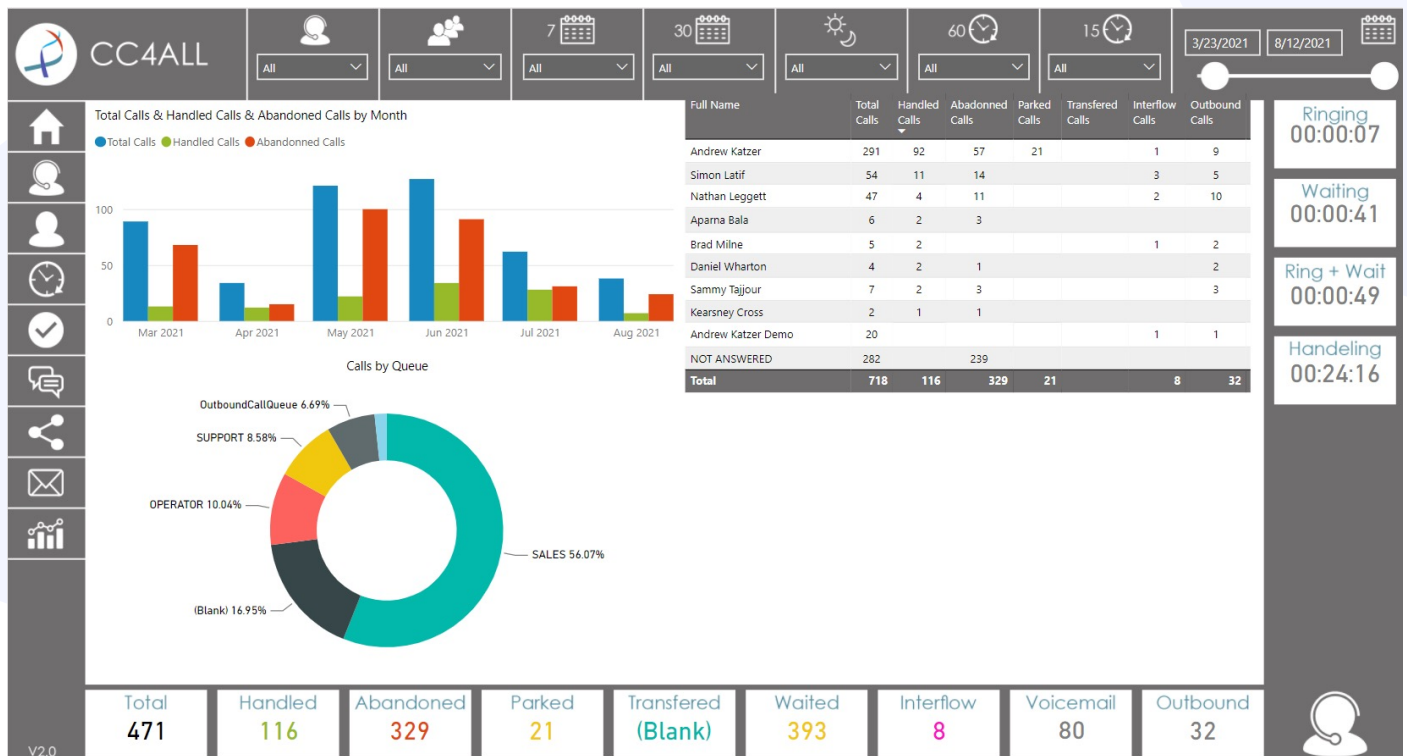 CC4ALL
7
30
60
15
All
All
All
All
All
All
All
3/23/2021
8/12/2021
Total Calls & Handled Calls & Abandoned Calls by Month
Total Calls Handled Calls Abandonned Calls
100
50
0
Mar 2021 Apr 2021 May 2021 Jun 2021 Jul 2021 Aug 2021
Full Name Total Calls Handled Calls Abadonned Calls Parked Calls Transfered Calls Interflow Calls Outbound Calls
Andrew Katzer 291 92 57 21 1 9
Simon Latif 54 11 14 3 5
Nathan Leggett 47 4 11 2 10
Aparna Bala 6 2 3
Brad Milne 5 2 1 2
Daniel Wharton 4 2 1 2
Sammy Tajjour 7 2 3 3
Kearsney Cross 2 1 1
Andrew Katzer Demo 20 1 1
NOT ANSWERED 282 239
Total 718 116 329 21 8 32
Ringing
00:00:07
Waiting
00:00:41
Ring + Wait
00:00:49
Handeling
00:24:16
Calls by Queue
OutboundCallQueue 6.69%
SUPPORT 8.58%
OPERATOR 10.04%
SALES 56.07%
(Blank) 16.95%
Total
471
Handled
116
Abandoned
329
Parked
21
Transfered
(Blank)
Waited
393
Interflow
8
Voicemail
80
Outbound
32
V2.0